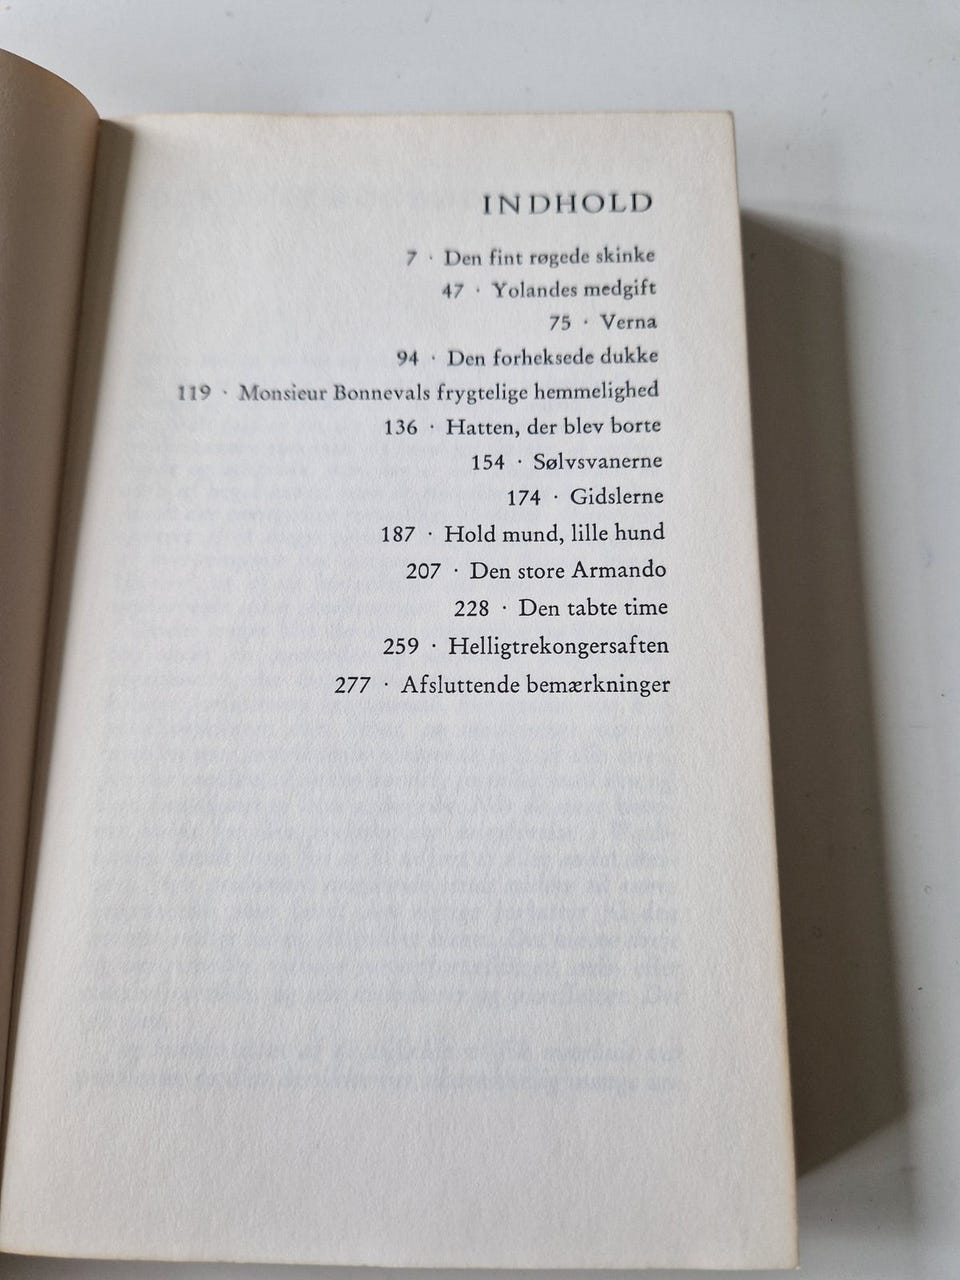 INDHOLD
7 · Den fint røgede skinke
47 · Yolandes medgift
75 · Verna
94 · Den forheksede dukke
119 · Monsieur Bonnevals frygtelige hemmelighed
136 · Hatten, der blev borte
154 · Sølvsvanerne
174 · Gidslerne
187 · Hold mund, lille hund
207 · Den store Armando
228 · Den tabte time
259 · Helligtrekongersaften
277 · Afsluttende bemærkninger